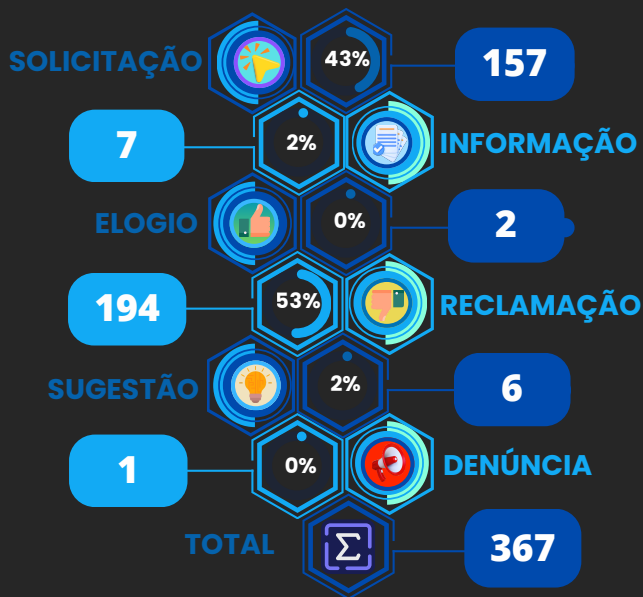 SOLICITAÇÃO 43% 157
7 2% INFORMAÇÃO
ELOGIO 0% 2
194 53% RECLAMAÇÃO
SUGESTÃO 2% 6
1 0% DENÚNCIA
TOTAL Σ 367